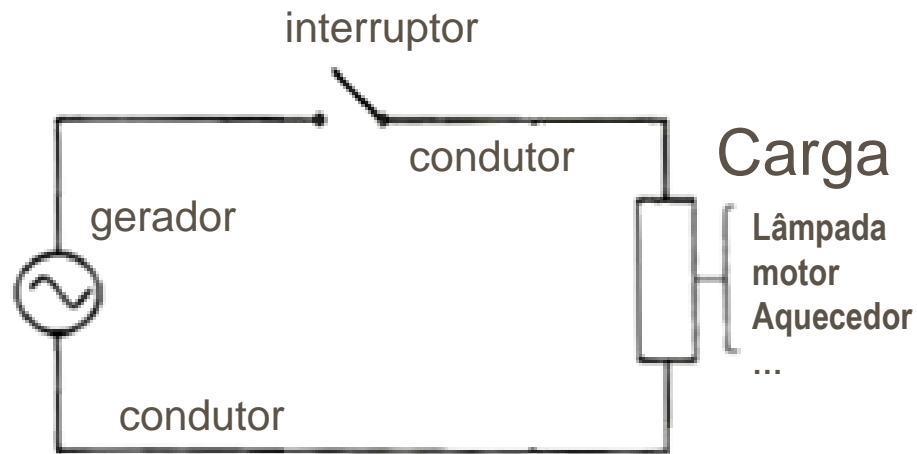 interruptor
condutor
Carga
gerador
Lâmpada
motor
Aquecedor
...
condutor